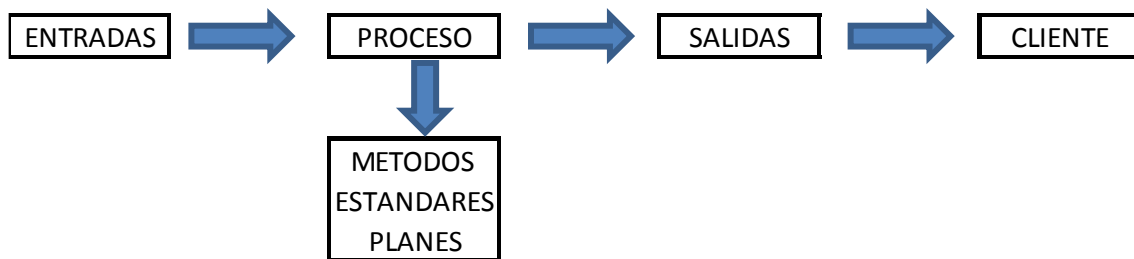 ENTRADAS
PROCESO
SALIDAS
CLIENTE
METODOS
ESTANDARES
PLANES